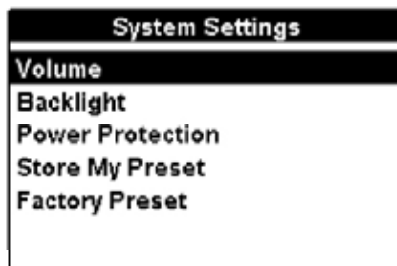 System Settings
Volume
Backlight
Power Protection
Store My Preset
Factory Preset